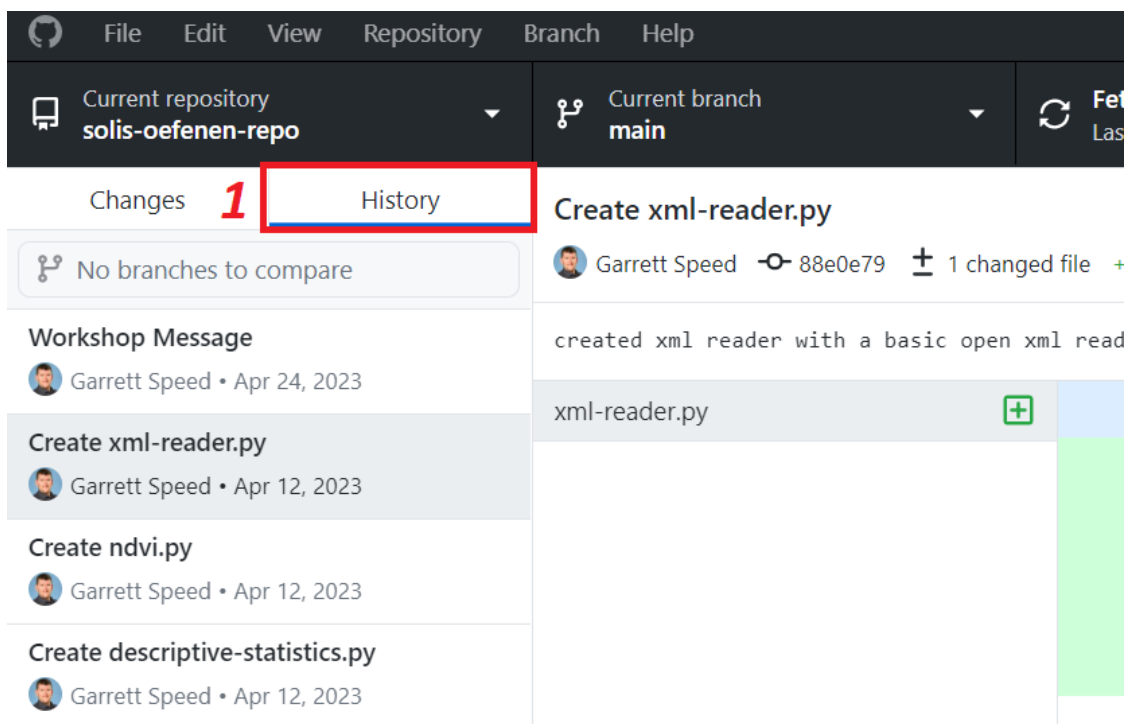 File Edit View Repository Branch Help
Current repository
solis-oefenen-repo
Current branch
main
Fet
Las
Changes 1 History
No branches to compare
Workshop Message
Garrett Speed • Apr 24, 2023
Create xml-reader.py
Garrett Speed • Apr 12, 2023
Create ndvi.py
Garrett Speed • Apr 12, 2023
Create descriptive-statistics.py
Garrett Speed • Apr 12, 2023
Create xml-reader.py
Garrett Speed 88e0e79 1 changed file +
created xml reader with a basic open xml read
xml-reader.py